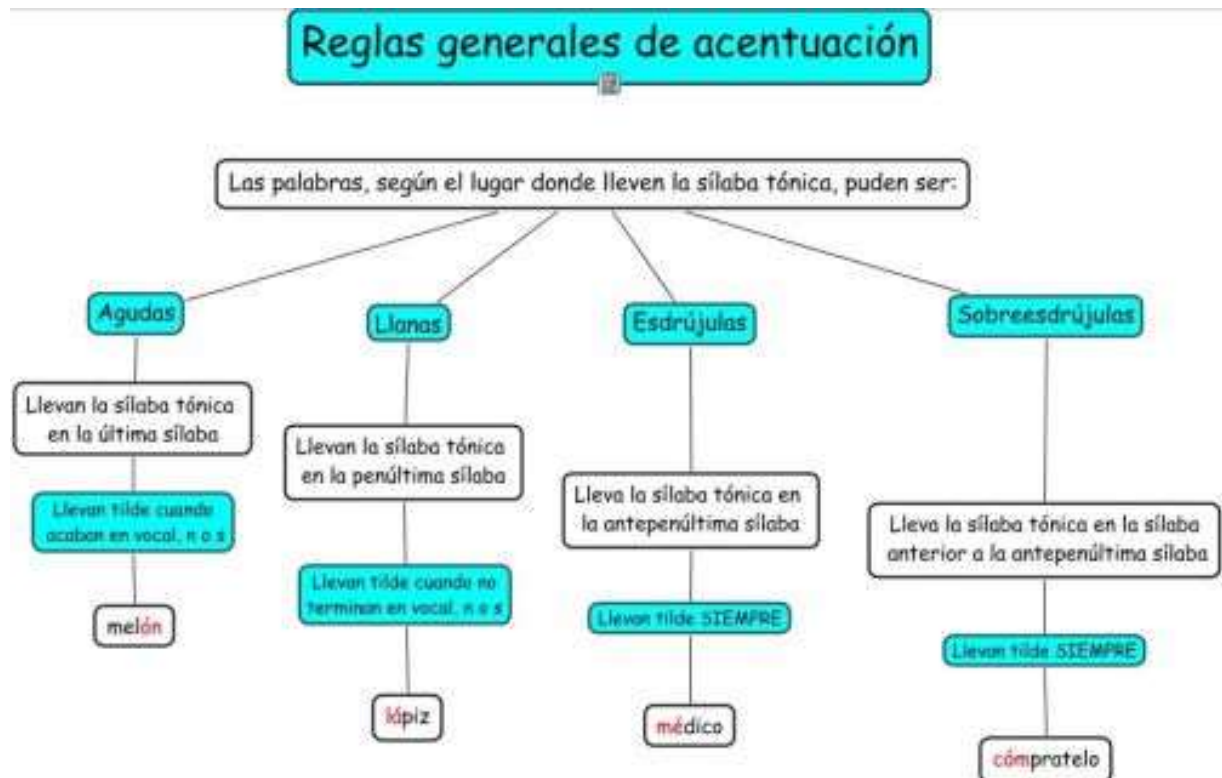 Reglas generales de acentuación
Las palabras, según el lugar donde lleven la sílaba tónica, puden ser:
Agudas
Llevan la sílaba tónica
en la última sílaba
Llevan tilde cuando
acaban en vocal, n o s
melón
Llanas
Llevan la sílaba tónica
en la penúltima sílaba
Llevan tilde cuando no
terminan en vocal, n o s
lápiz
Esdrújulas
Lleva la sílaba tónica en
la antepenúltima sílaba
Llevan tilde SIEMPRE
médico
Sobreesdrújulas
Lleva la sílaba tónica en la sílaba
anterior a la antepenúltima sílaba
Llevan tilde SIEMPRE
cómpratelo